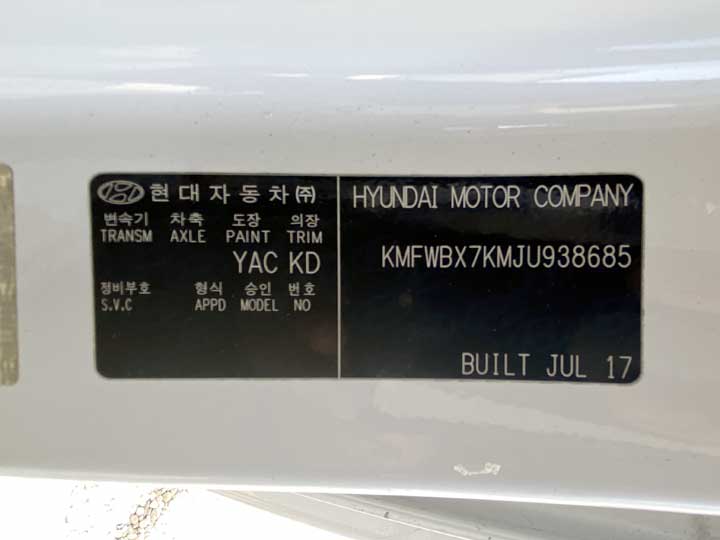 현대자동차㈜
변속기 차축 도장 의장
TRANSM AXLE PAINT TRIM
YAC KD
정비부호 형식 승인 번호
S.V.C APPD MODEL NO
HYUNDAI MOTOR COMPANY
KMFWBX7KMJU938685
BUILT JUL 17